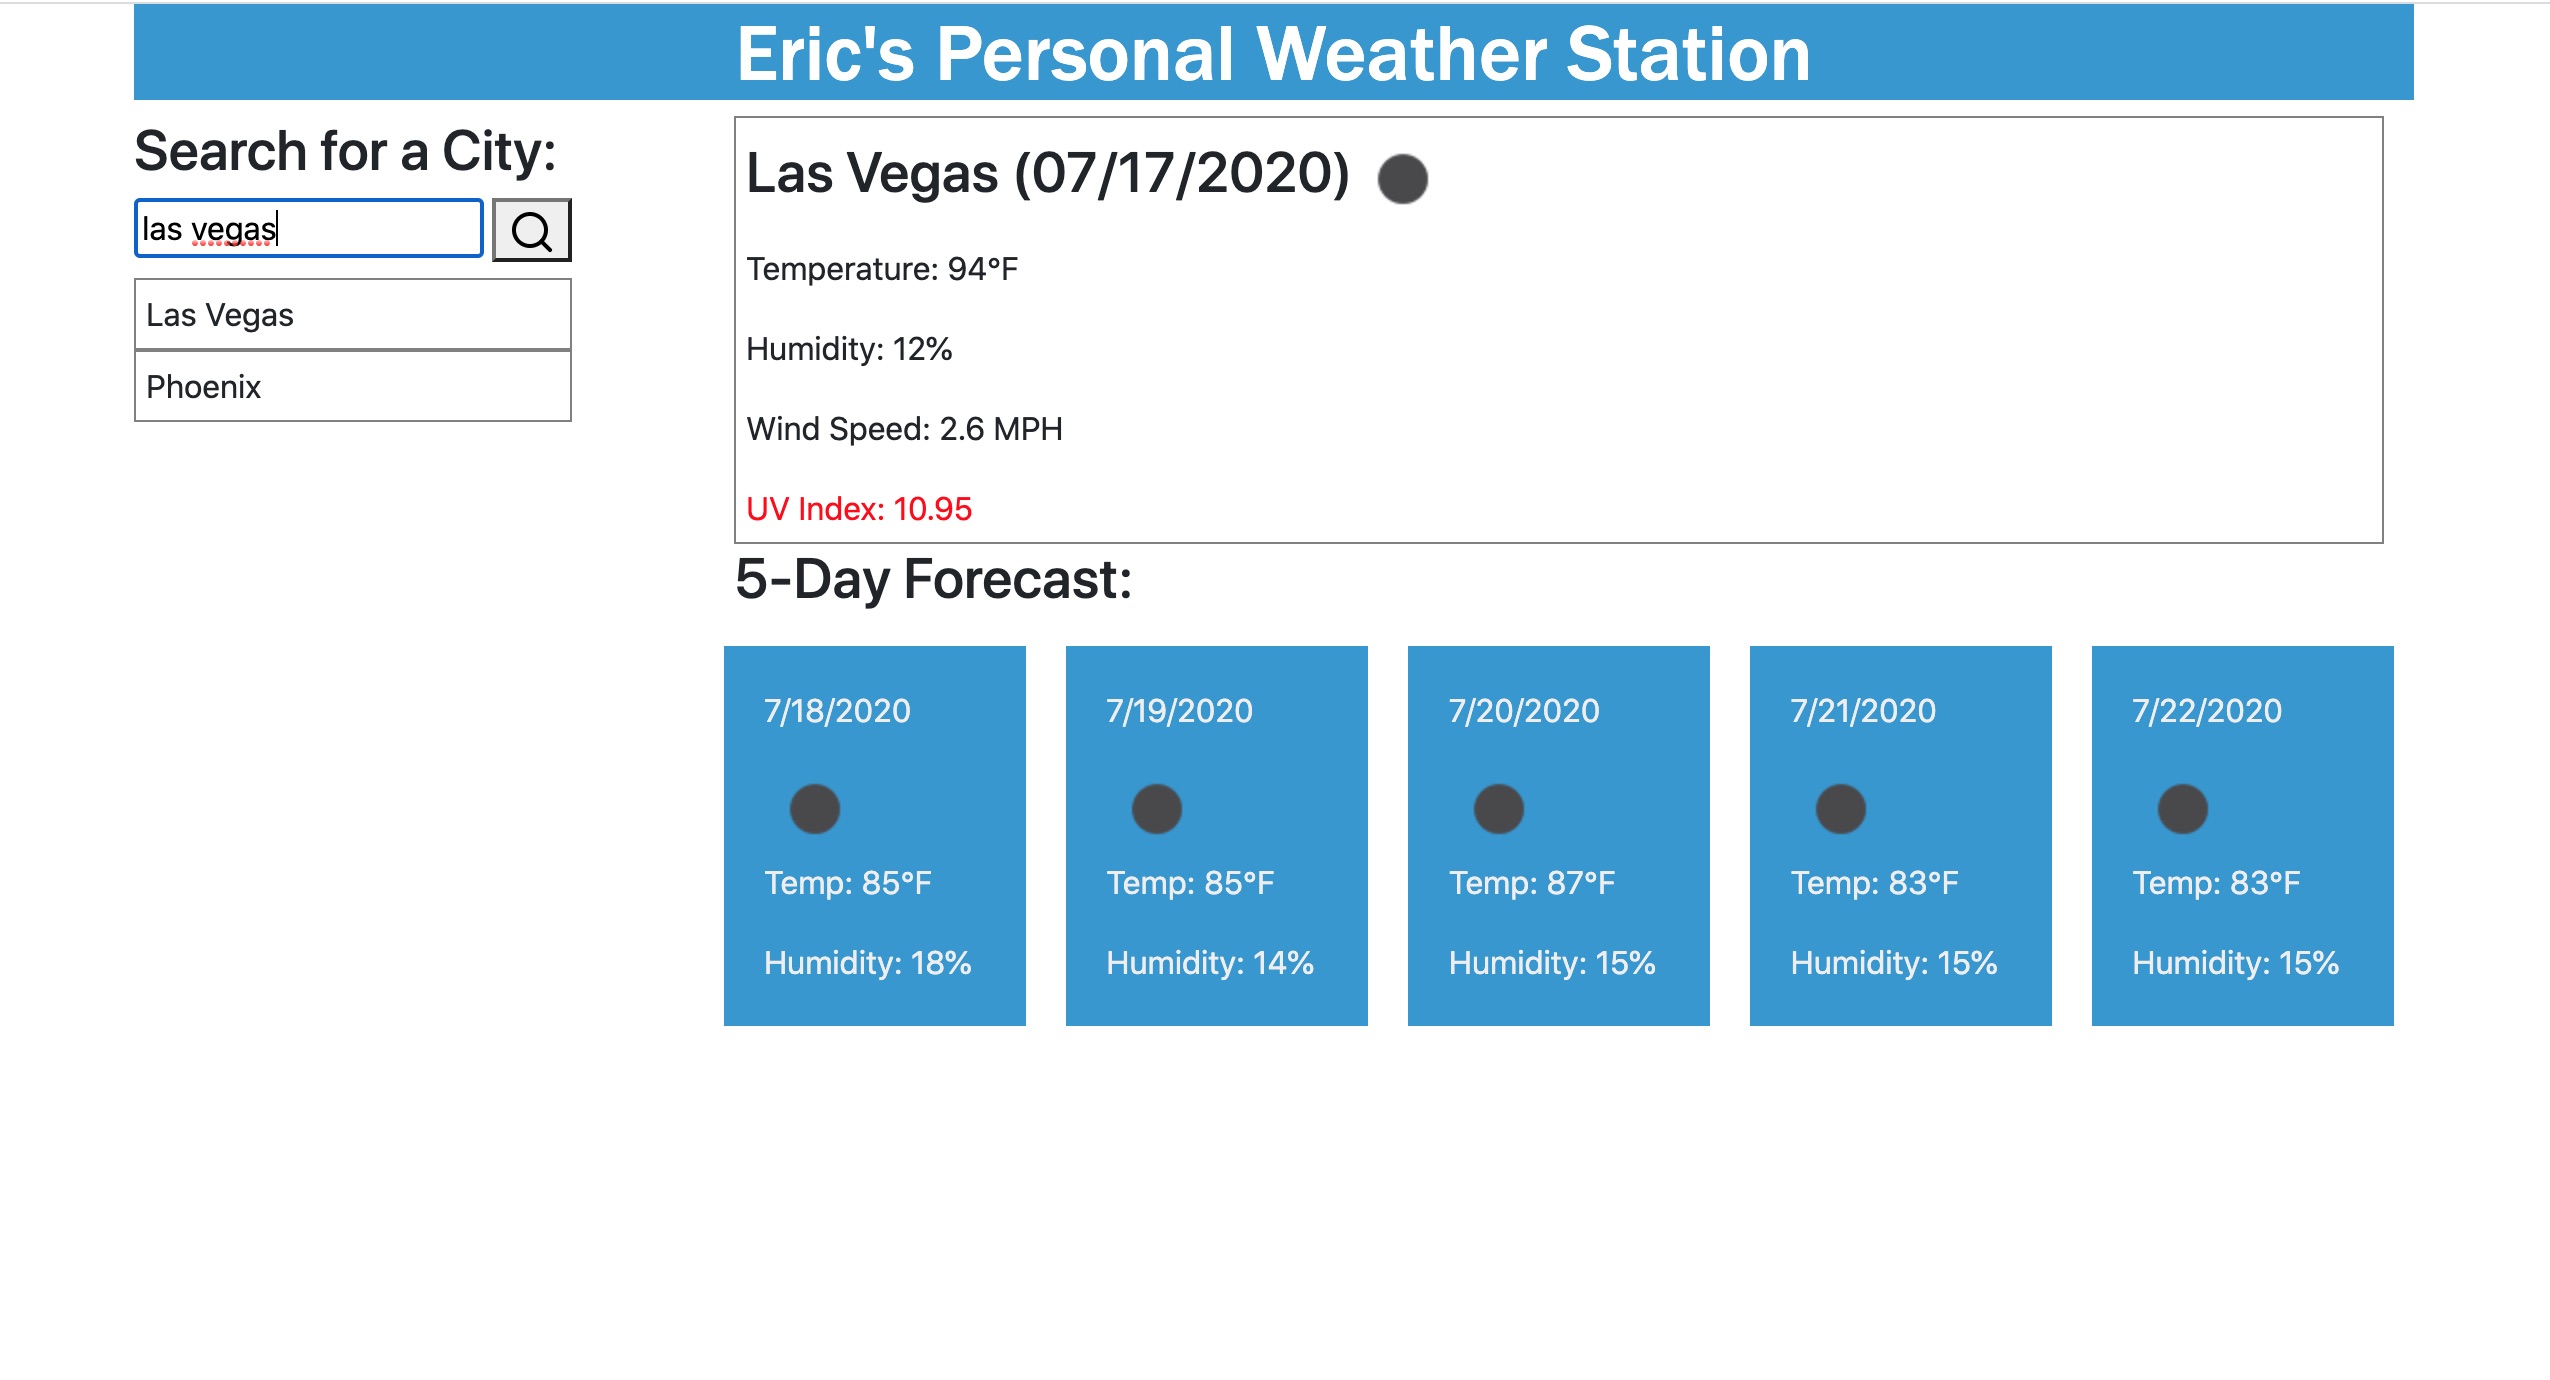 Eric's Personal Weather Station
Search for a City:
las vegas
Las Vegas
Phoenix
Las Vegas (07/17/2020)
Temperature: 94°F
Humidity: 12%
Wind Speed: 2.6 MPH
UV Index: 10.95
5-Day Forecast:
7/18/2020
Temp: 85°F
Humidity: 18%
7/19/2020
Temp: 85°F
Humidity: 14%
7/20/2020
Temp: 87°F
Humidity: 15%
7/21/2020
Temp: 83°F
Humidity: 15%
7/22/2020
Temp: 83°F
Humidity: 15%